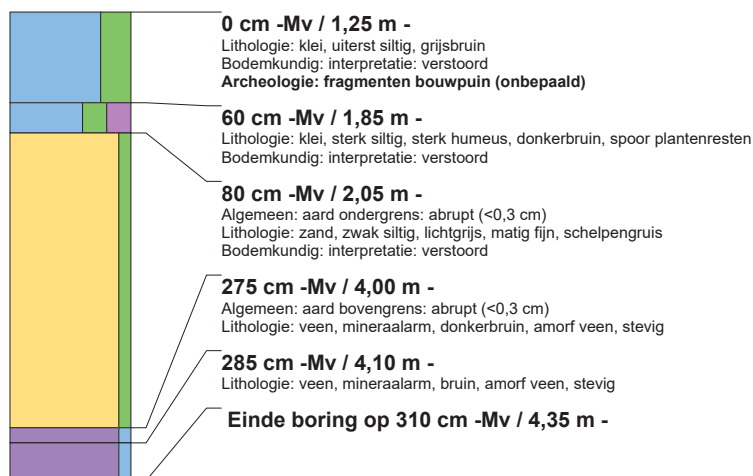 0 cm -Mv / 1,25 m -
Lithologie: klei, uiterst siltig, grijsbruin
Bodemkundig: interpretatie: verstoord
Archeologie: fragmenten bouwpuin (onbepaald)
60 cm -Mv / 1,85 m -
Lithologie: klei, sterk siltig, sterk humeus, donkerbruin, spoor plantenresten
Bodemkundig: interpretatie: verstoord
80 cm -Mv / 2,05 m -
Algemeen: aard ondergrens: abrupt (<0,3 cm)
Lithologie: zand, zwak siltig, lichtgrijs, matig fijn, schelpengruis
Bodemkundig: interpretatie: verstoord
275 cm -Mv / 4,00 m -
Algemeen: aard bovengrens: abrupt (<0,3 cm)
Lithologie: veen, mineraalarm, donkerbruin, amorf veen, stevig
285 cm -Mv / 4,10 m -
Lithologie: veen, mineraalarm, bruin, amorf veen, stevig
Einde boring op 310 cm -Mv / 4,35 m -